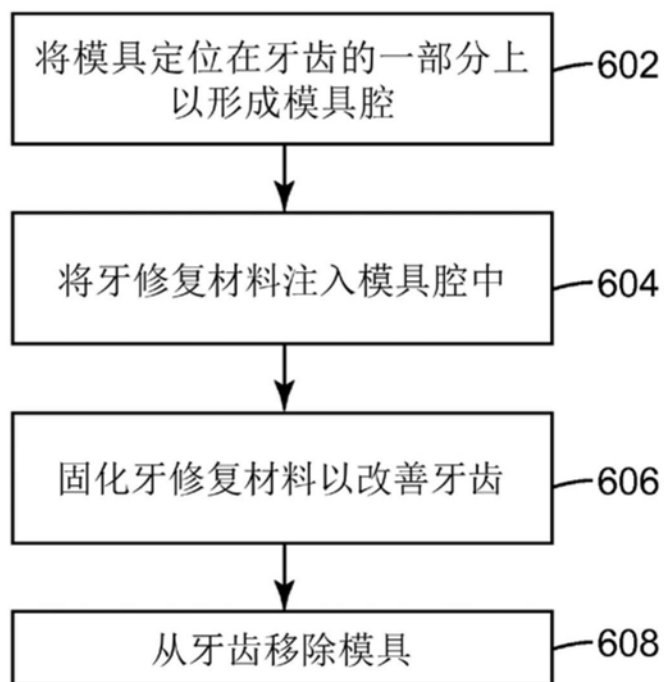 将模具定位在牙齿的一部分上
以形成模具腔
602
将牙修复材料注入模具腔中
604
固化牙修复材料以改善牙齿
606
从牙齿移除模具
608